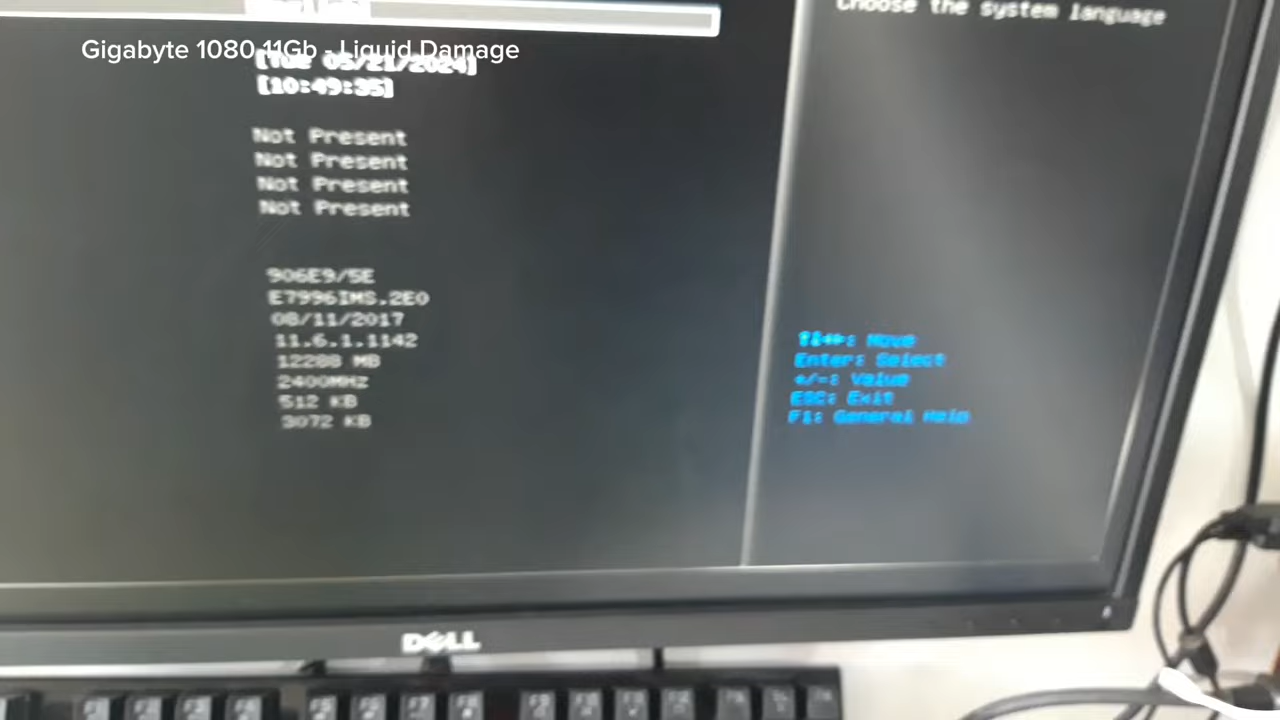 Choose the system language
Gigabyte 1080 11Gb - Liquid Damage
[Tue 05/21/2024]
[10:49:35]
Not Present
Not Present
Not Present
Not Present
906E9/5E
E7996IMS.2E0
08/11/2017
11.6.1.1142
12288 MB
2400MHZ
512 KB
3072 KB
Move
Enter: Select
+/-: Value
ESC: Exit
F1: General Help
DELL